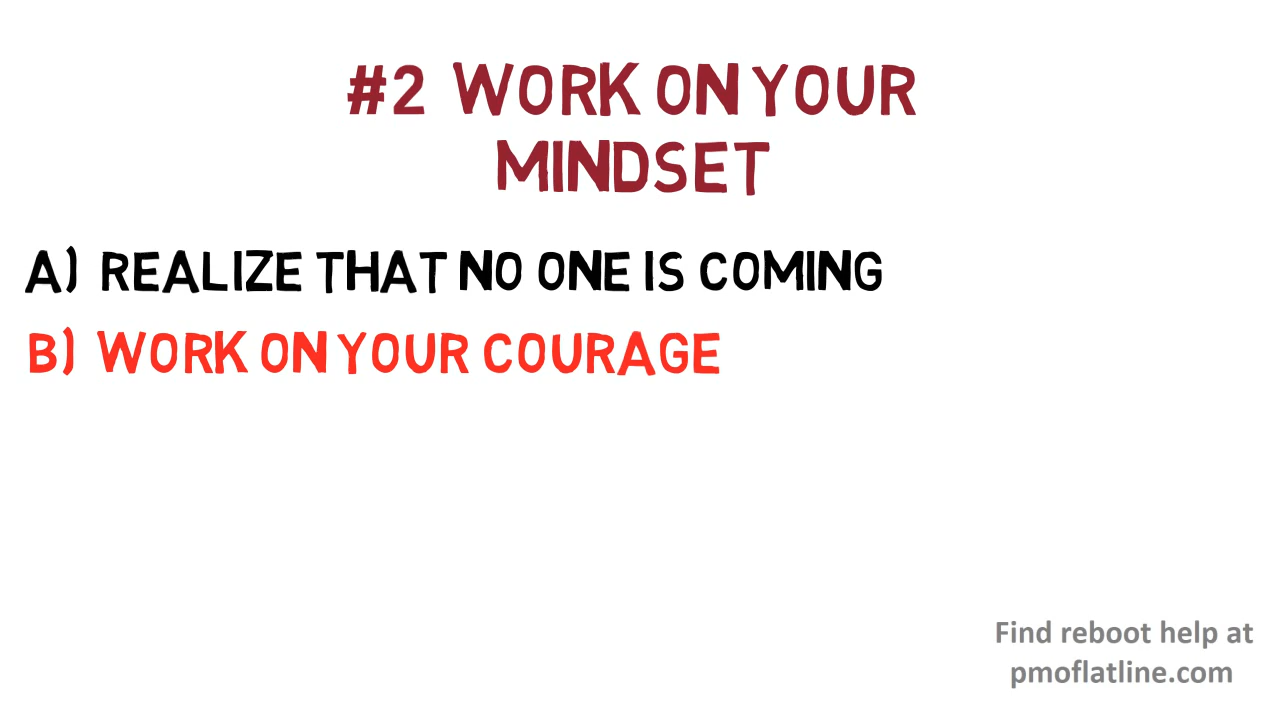 #2 WORK ON YOUR
MINDSET
A) REALIZE THAT NO ONE IS COMING
B) WORK ON YOUR COURAGE
Find reboot help at
pmoflatline.com